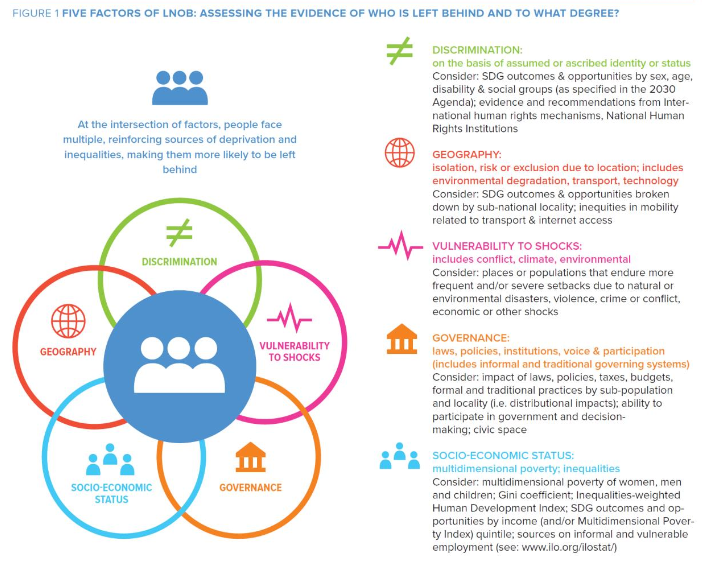 FIGURE 1 FIVE FACTORS OF LNOB: ASSESSING THE EVIDENCE OF WHO IS LEFT BEHIND AND TO WHAT DEGREE?
At the intersection of factors, people face
multiple, reinforcing sources of deprivation and
inequalities, making them more likely to be left
behind
DISCRIMINATION
GEOGRAPHY
VULNERABILITY
TO SHOCKS
SOCIO-ECONOMIC
STATUS
GOVERNANCE
DISCRIMINATION:
on the basis of assumed or ascribed identity or status
Consider: SDG outcomes & opportunities by sex, age,
disability & social groups (as specified in the 2030
Agenda); evidence and recommendations from Inter-
national human rights mechanisms, National Human
Rights Institutions
GEOGRAPHY:
isolation, risk or exclusion due to location; includes
environmental degradation, transport, technology
Consider: SDG outcomes & opportunities broken
down by sub-national locality; inequities in mobility
related to transport & internet access
VULNERABILITY TO SHOCKS:
includes conflict, climate, environmental
Consider: places or populations that endure more
frequent and/or severe setbacks due to natural or
environmental disasters, violence, crime or conflict,
economic or other shocks
GOVERNANCE:
laws, policies, institutions, voice & participation
(includes informal and traditional governing systems)
Consider: impact of laws, policies, taxes, budgets,
formal and traditional practices by sub-population
and locality (i.e. distributional impacts); ability to
participate in government and decision-
making; civic space
SOCIO-ECONOMIC STATUS:
multidimensional poverty; inequalities
Consider: multidimensional poverty of women, men
and children; Gini coefficient; Inequalities-weighted
Human Development Index; SDG outcomes and op-
portunities by income (and/or Multidimensional Pover-
ty Index) quintile; sources on informal and vulnerable
employment (see: www.ilo.org/ilostat/)